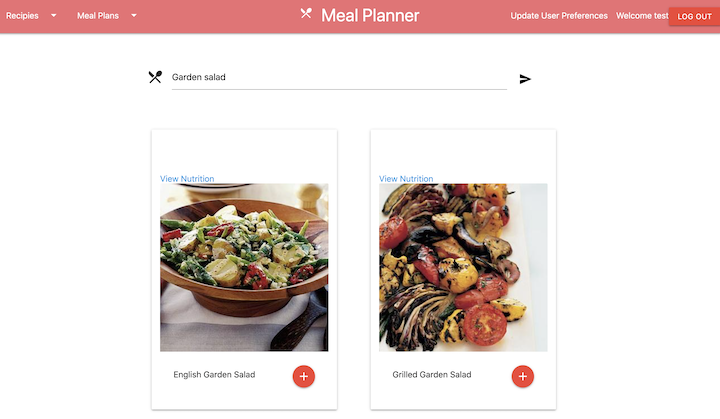 Recipies
Meal Plans
Meal Planner
Update User Preferences
Welcome test
LOG OUT
Garden salad
View Nutrition
View Nutrition
English Garden Salad
Grilled Garden Salad